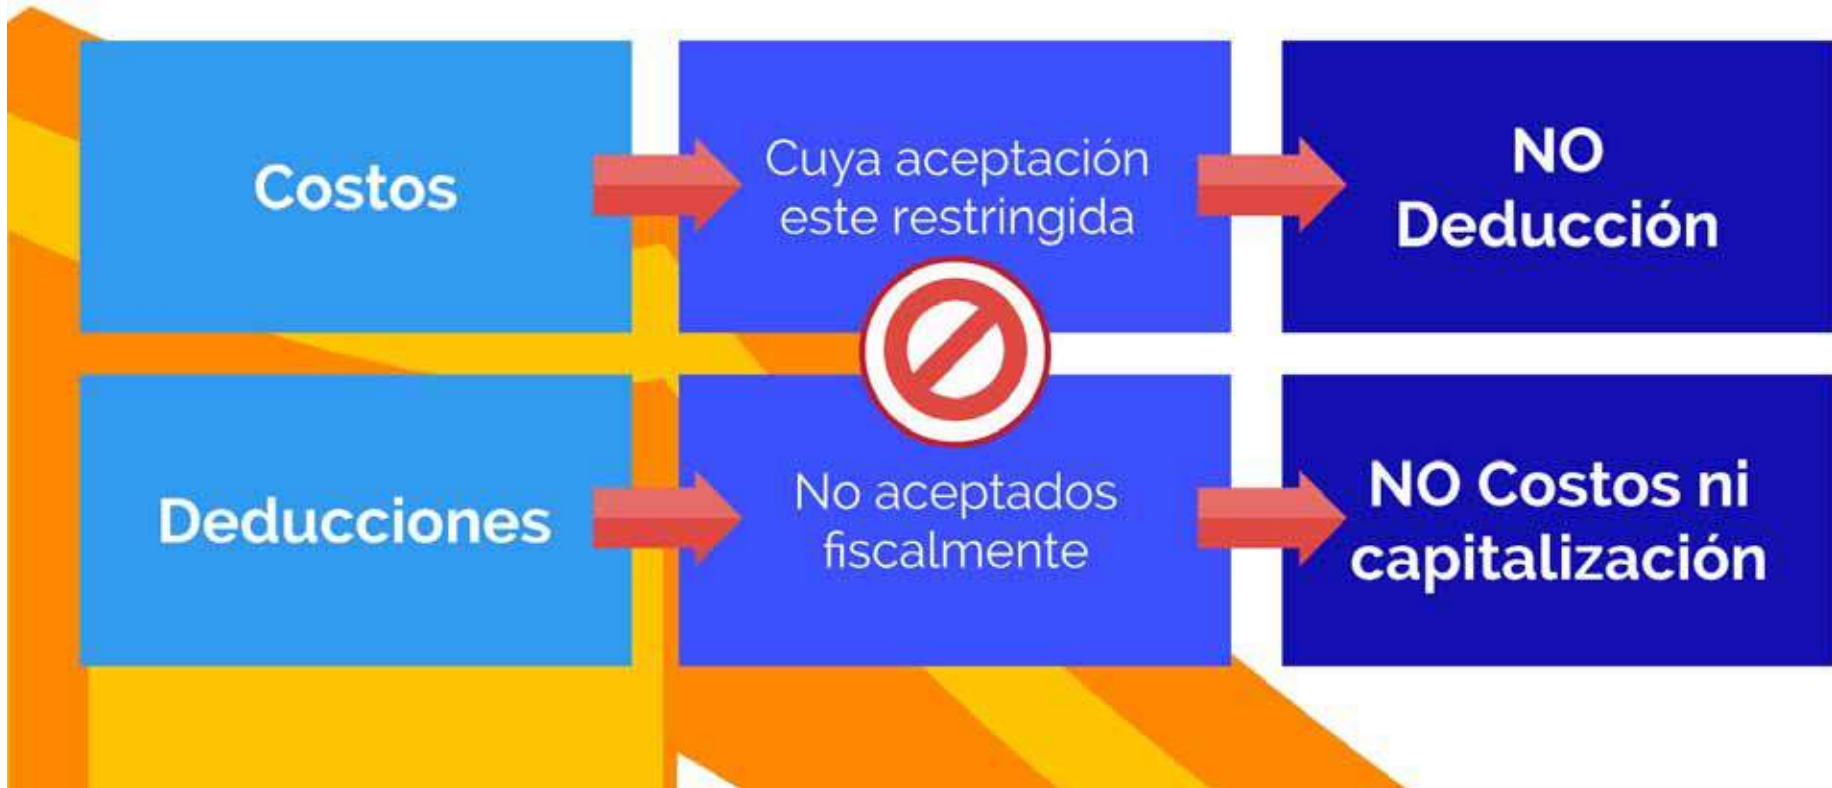 Costos
Cuya aceptación
este restringida
NO
Deducción
Deducciones
No aceptados
fiscalmente
NO Costos ni
capitalización